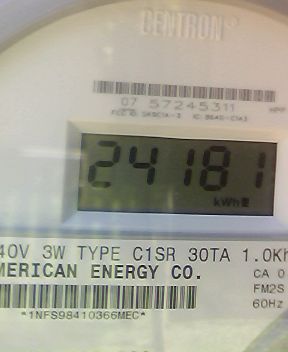 CENTRON
07 57245311
24181
kWh
40V 3W TYPE C1SR 30TA 1.0Kh
MERICAN ENERGY CO.
CA 0
FM2S
60Hz
*1NFS98410366MEC*